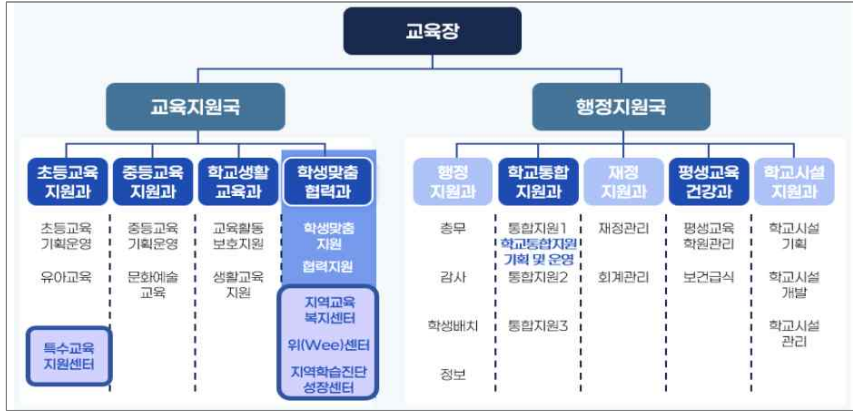 교육장
교육지원국
행정지원국
초등교육
지원과
중등교육
지원과
학교생활
교육과
학생맞춤
협력과
행정
지원과
학교통합
지원과
재정
지원과
평생교육
건강과
학교시설
지원과
초등교육
기획운영
유아교육
특수교육
지원센터
중등교육
기획운영
문화예술
교육
교육활동
보호지원
생활교육
지원
학생맞춤
지원
협력지원
지역교육
복지센터
위(Wee)센터
지역학습진단
성장센터
총무
감사
학생배치
정보
통합지원1
학교통합지원
기획 및 운영
통합지원2
통합지원3
재정관리
회계관리
평생교육
학원관리
보건급식
학교시설
기획
학교시설
개발
학교시설
관리